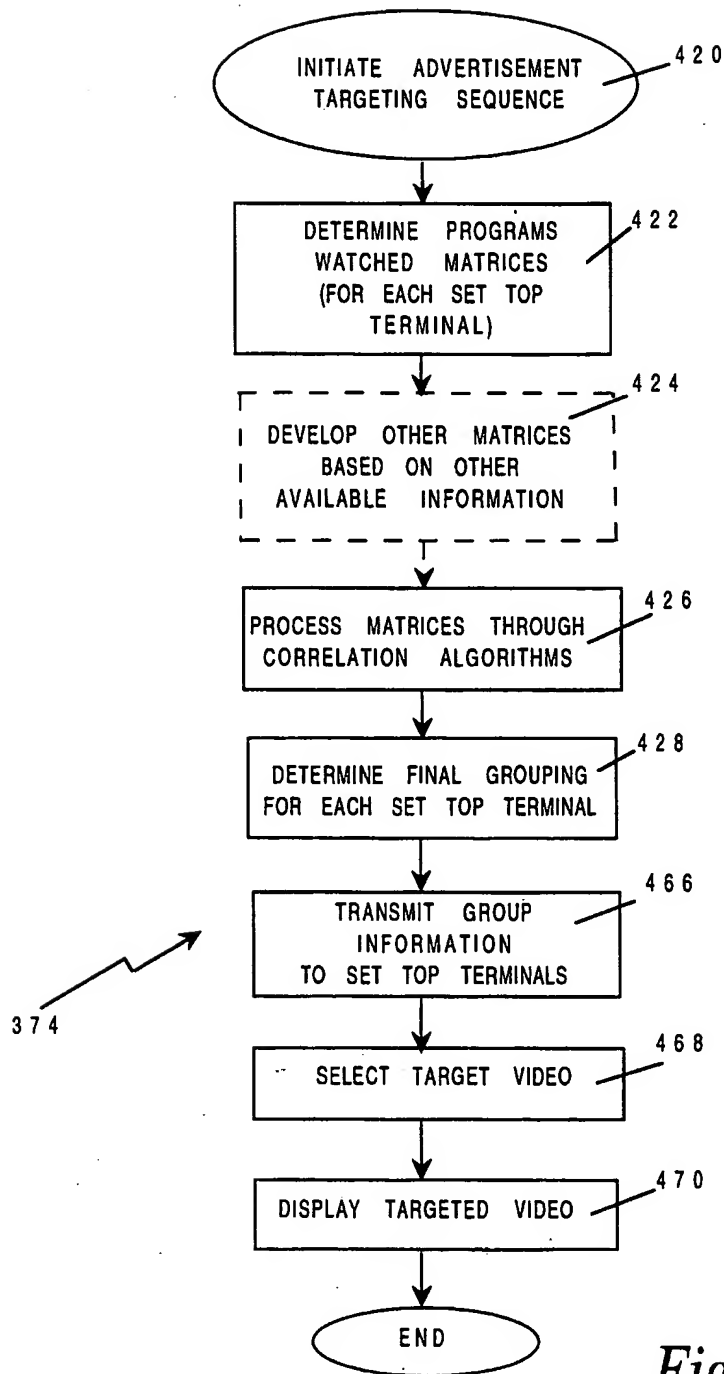 INITIATE ADVERTISEMENT
TARGETING SEQUENCE
420
DETERMINE PROGRAMS
WATCHED MATRICES
(FOR EACH SET TOP
TERMINAL)
422
DEVELOP OTHER MATRICES
BASED ON OTHER
AVAILABLE INFORMATION
424
PROCESS MATRICES THROUGH
CORRELATION ALGORITHMS
426
DETERMINE FINAL GROUPING
FOR EACH SET TOP TERMINAL
428
TRANSMIT GROUP
INFORMATION
TO SET TOP TERMINALS
466
374
SELECT TARGET VIDEO
468
DISPLAY TARGETED VIDEO
470
END
Fig